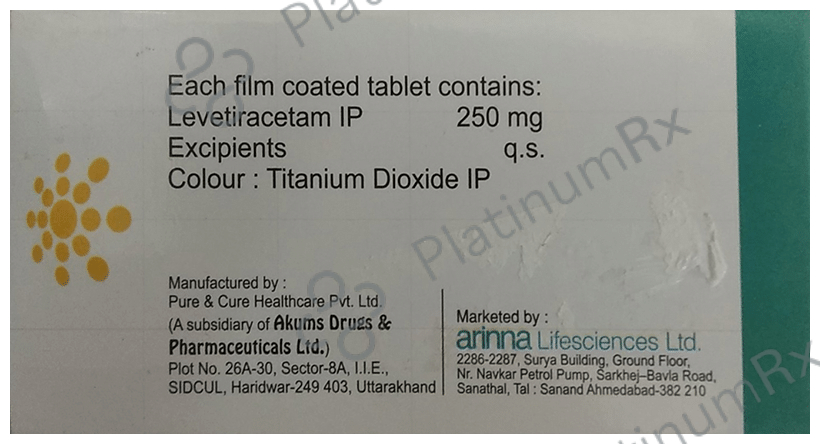 Each film coated tablet contains:
Levetiracetam IP 250 mg
Excipients q.s.
Colour : Titanium Dioxide IP
Manufactured by :
Pure & Cure Healthcare Pvt. Ltd.
(A subsidiary of Akums Drugs &
Pharmaceuticals Ltd.)
Plot No. 26A-30, Sector-8A, I.I.E.,
SIDCUL, Haridwar-249 403, Uttarakhand
Marketed by :
arinna Lifesciences Ltd.
2286-2287, Surya Building, Ground Floor,
Nr. Navkar Petrol Pump, Sarkhej–Bavla Road,
Sanathal, Tal : Sanand Ahmedabad-382 210
PlatinumRx
PlatinumRx